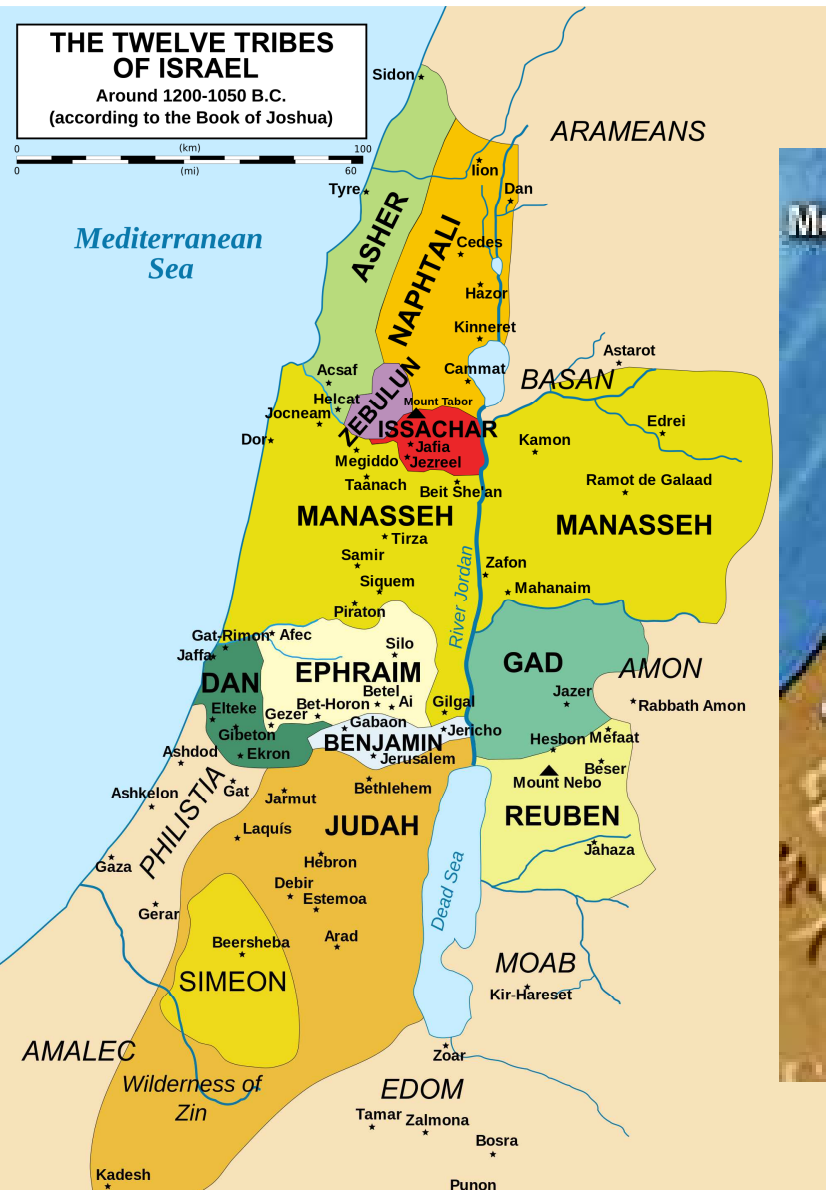 THE TWELVE TRIBES
OF ISRAEL
Around 1200-1050 B.C.
(according to the Book of Joshua)
0 (km) 100
0 (mi) 60
Sidon
ARAMEANS
Iion
Tyre
Dan
ASHER
Mediterranean
Sea
NAPHTALI
Cedes
Hazor
Kinneret
Astarot
Acsaf
Cammat
BASAN
ZEBULUN
Helcat
Mount Tabor
Jocneam
ISSACHAR
Edrei
Dor
Jafia
Kamon
Megiddo
Jezreel
Taanach
Beit She'an
Ramot de Galaad
MANASSEH
MANASSEH
Tirza
Samir
River Jordan
Zafon
Siquem
Mahanaim
Piraton
Gat-Rimon
Afec
Jaffa
Silo
EPHRAIM
GAD
AMON
DAN
Betel
Jazer
Elteke
Bet-Horon
Ai
Gilgal
Rabbath Amon
Gezer
Gabaon
Gibeton
BENJAMIN
Jericho
Hesbon
Mefaat
Ashdod
Ekron
Jerusalem
Beser
Mount Nebo
Ashkelon
Gat
Jarmut
Bethlehem
PHILISTIA
REUBEN
JUDAH
Laquís
Jahaza
Gaza
Hebron
Dead Sea
Debir
Estemoa
Gerar
Arad
Beersheba
MOAB
SIMEON
Kir-Hareset
AMALEC
Zoar
Wilderness of
Zin
EDOM
Tamar
Zalmona
Bosra
Kadesh
Punon